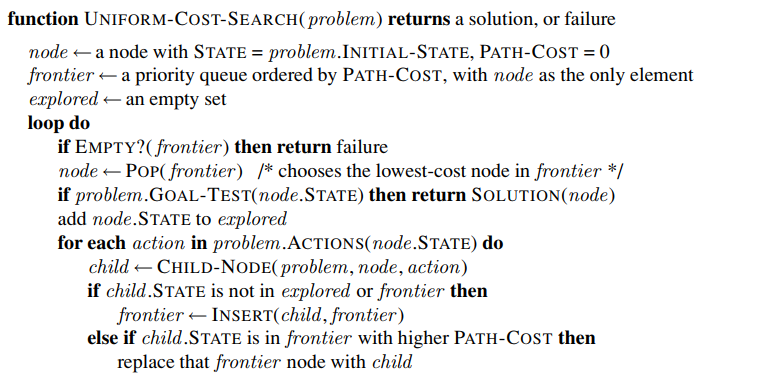 function UNIFORM-COST-SEARCH(problem) returns a solution, or failure
node ← a node with STATE = problem.INITIAL-STATE, PATH-COST = 0
frontier ← a priority queue ordered by PATH-COST, with node as the only element
explored ← an empty set
loop do
if EMPTY?(frontier) then return failure
node ← POP(frontier) /* chooses the lowest-cost node in frontier */
if problem.GOAL-TEST(node.STATE) then return SOLUTION(node)
add node.STATE to explored
for each action in problem.ACTIONS(node.STATE) do
child ← CHILD-NODE(problem, node, action)
if child.STATE is not in explored or frontier then
frontier ← INSERT(child, frontier)
else if child.STATE is in frontier with higher PATH-COST then
replace that frontier node with child